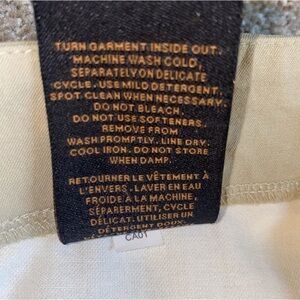 TURN GARMENT INSIDE OUT.
MACHINE WASH COLD,
SEPARATELY ON DELICATE
CYCLE. USE MILD DETERGENT.
SPOT CLEAN WHEN NECESSARY.
DO NOT BLEACH.
DO NOT USE SOFTENERS.
REMOVE FROM
WASH PROMPTLY. LINE DRY.
COOL IRON. DO NOT STORE
WHEN DAMP.
RETOURNER LE VÊTEMENT À
L'ENVERS. LAVER EN EAU
FROIDE A LA MACHINE,
SÉPARERMENT, CYCLE
DÉLICAT. UTILISER UN
DÉTERGENT DOUX.